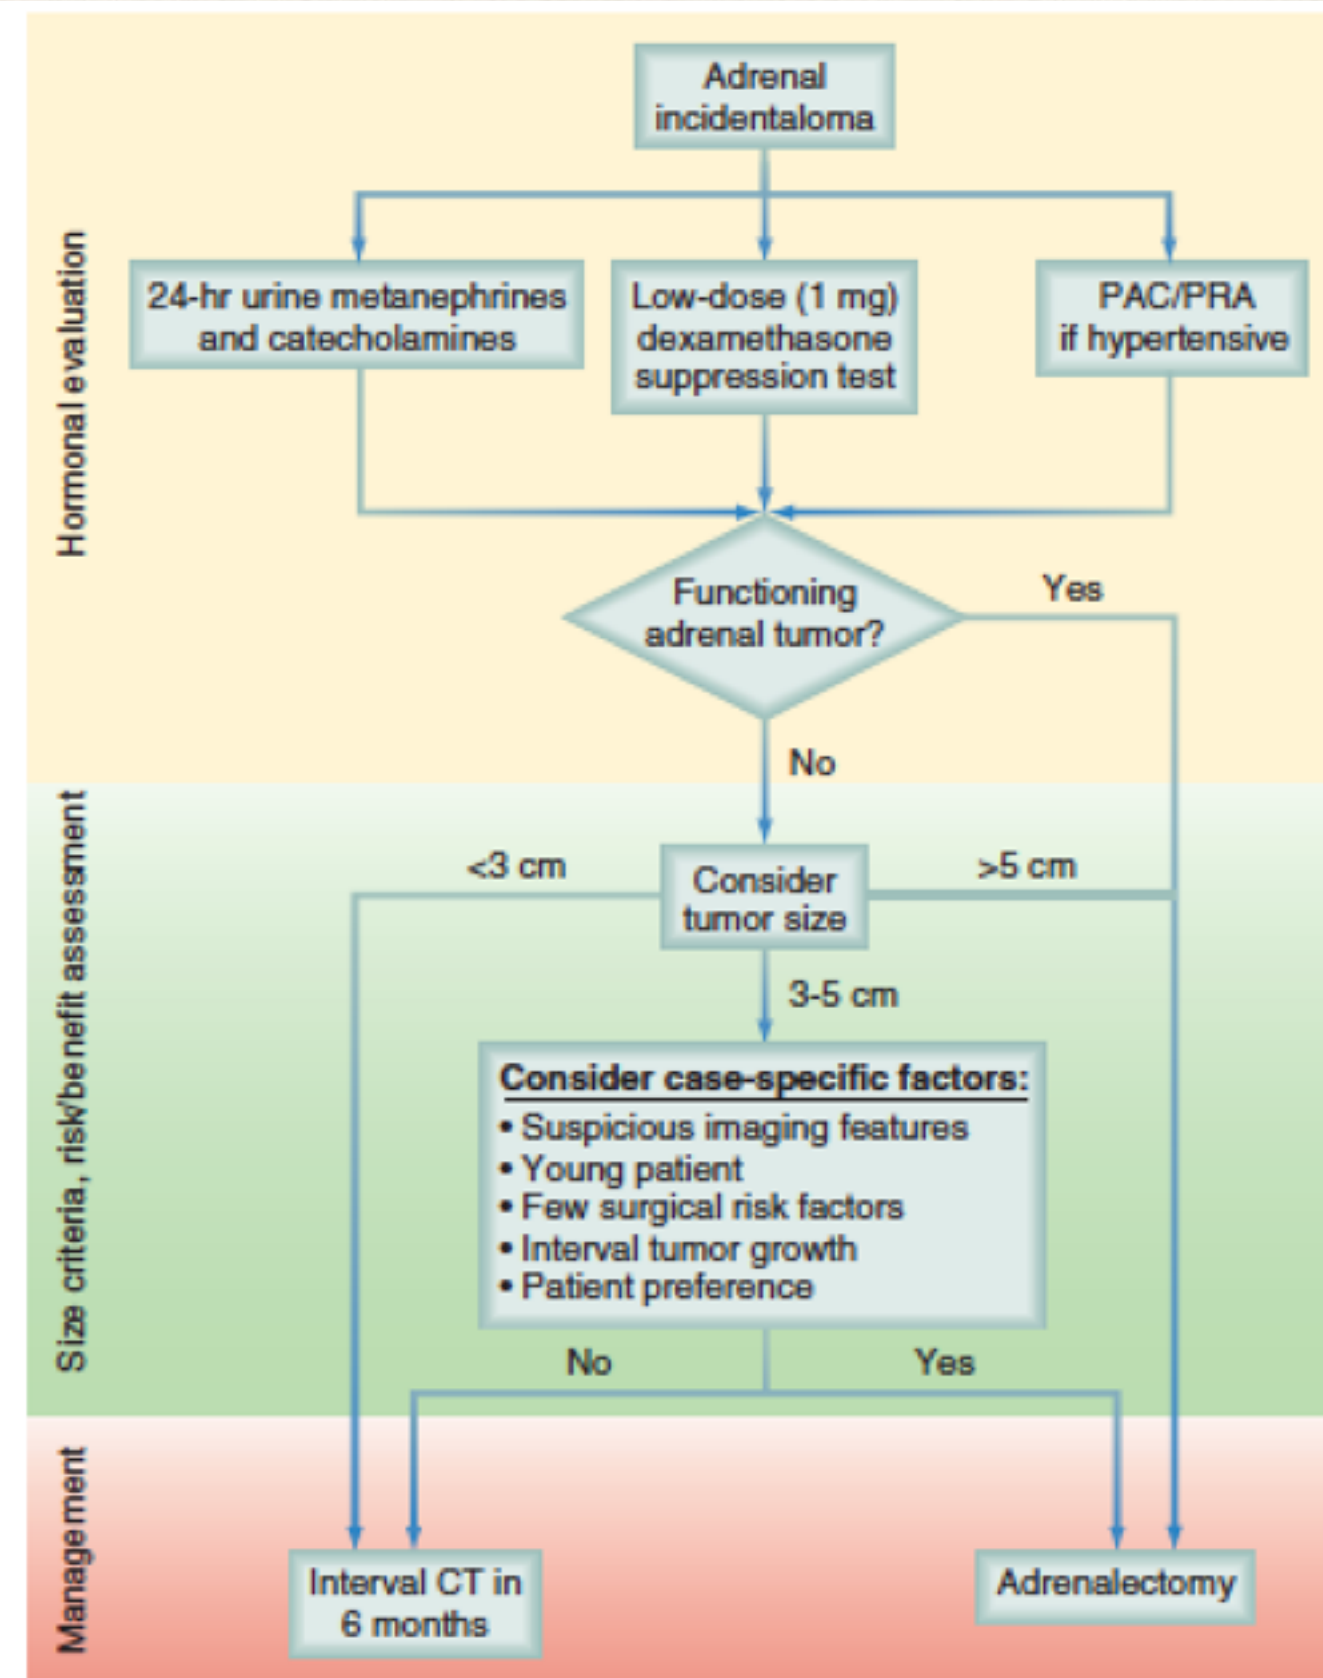 Adrenal
incidentaloma
Hormonal evaluation
24-hr urine metanephrines
and catecholamines
Low-dose (1 mg)
dexamethasone
suppression test
PAC/PRA
if hypertensive
Functioning
adrenal tumor?
Yes
No
Size criteria, risk/benefit assessment
<3 cm
Consider
tumor size
>5 cm
3-5 cm
Consider case-specific factors:
• Suspicious imaging features
• Young patient
• Few surgical risk factors
• Interval tumor growth
• Patient preference
No
Yes
Management
Interval CT in
6 months
Adrenalectomy